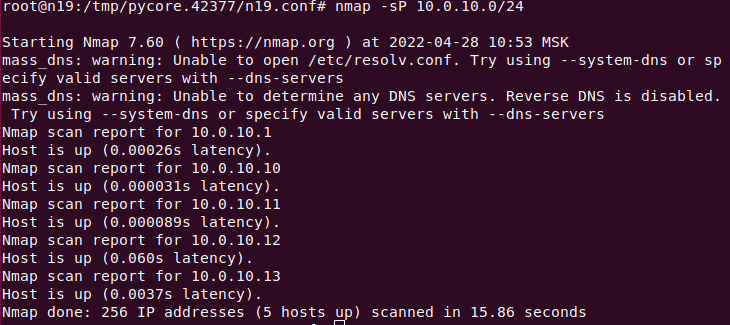 root@n19:/tmp/pycore.42377/n19.conf# nmap -sP 10.0.10.0/24
Starting Nmap 7.60 ( https://nmap.org ) at 2022-04-28 10:53 MSK
mass_dns: warning: Unable to open /etc/resolv.conf. Try using --system-dns or sp
ecify valid servers with --dns-servers
mass_dns: warning: Unable to determine any DNS servers. Reverse DNS is disabled.
 Try using --system-dns or specify valid servers with --dns-servers
Nmap scan report for 10.0.10.1
Host is up (0.00026s latency).
Nmap scan report for 10.0.10.10
Host is up (0.000031s latency).
Nmap scan report for 10.0.10.11
Host is up (0.000089s latency).
Nmap scan report for 10.0.10.12
Host is up (0.060s latency).
Nmap scan report for 10.0.10.13
Host is up (0.0037s latency).
Nmap done: 256 IP addresses (5 hosts up) scanned in 15.86 seconds